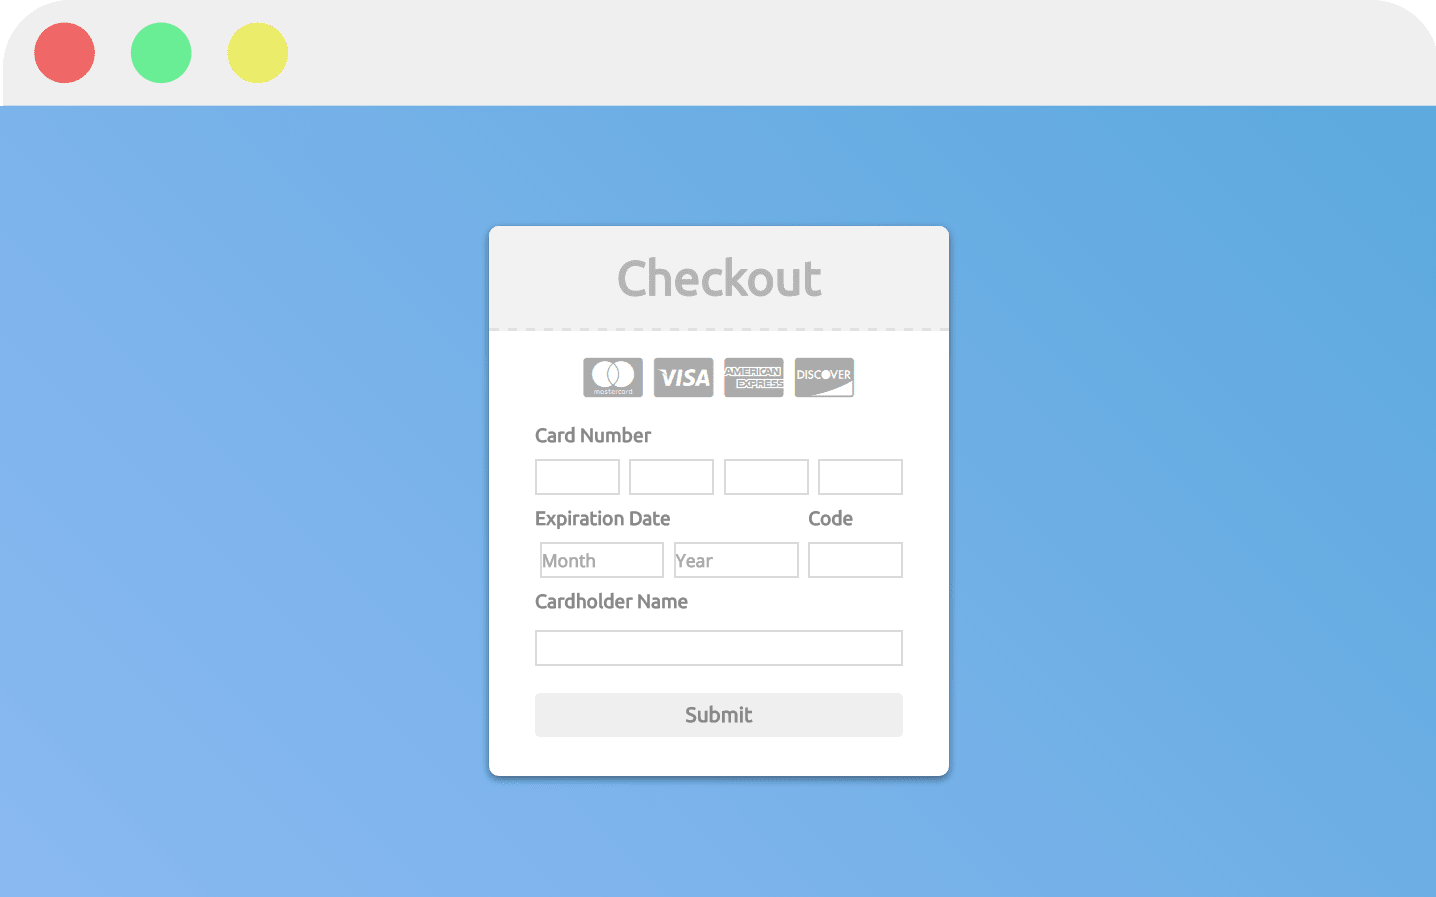 Checkout
mastercard VISA AMERICAN EXPRESS DISCOVER
Card Number
Expiration Date Code
Month Year
Cardholder Name
Submit